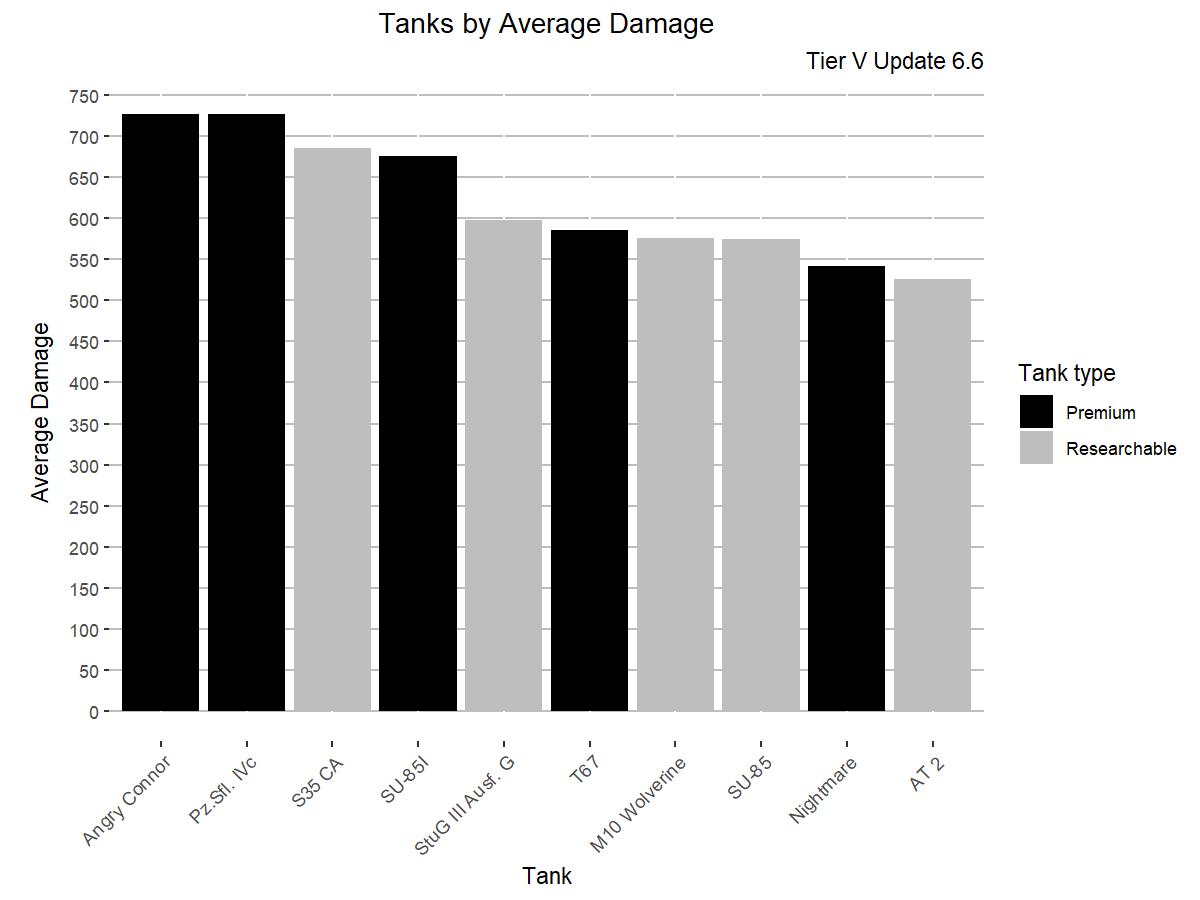 Tanks by Average Damage
Tier V Update 6.6
750
700
650
600
550
500
450
400
350
300
250
200
150
100
50
0
Average Damage
Angry Connor
Pz.Sfl. IVc
S35 CA
SU-85I
StuG III Ausf. G
T67
M10 Wolverine
SU-85
Nightmare
AT 2
Tank
Tank type
Premium
Researchable